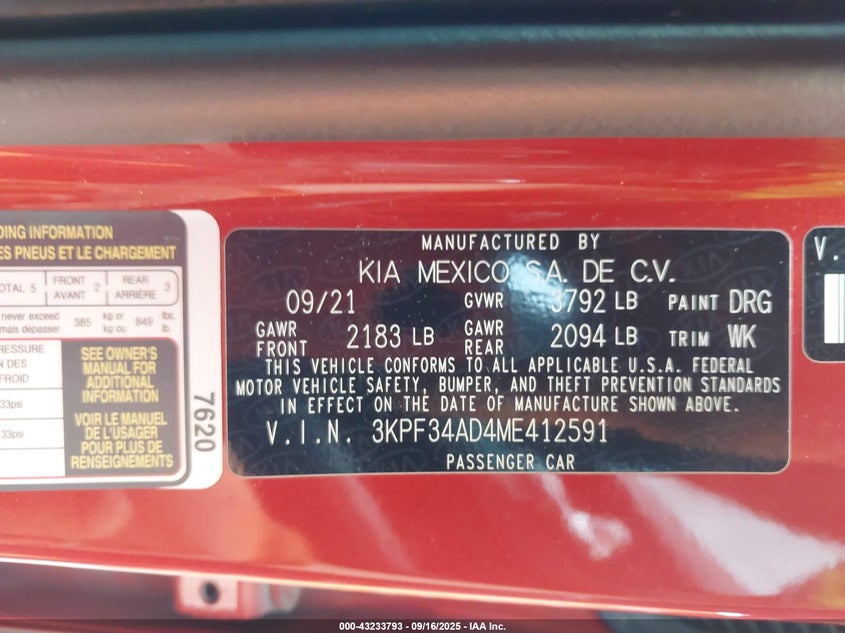 DING INFORMATION
ES PNEUS ET LE CHARGEMENT
TOTAL 5
FRONT AVANT 2
REAR ARRIÈRE 3
never exceed
mais dépasser
385
kg or
kg ou
849
lbs.
lb.
PRESSURE
N DES
FROID
33psi
33psi
SEE OWNER'S
MANUAL FOR
ADDITIONAL
INFORMATION
VOIR LE MANUEL
DE L'USAGER
POUR PLUS DE
RENSEIGNEMENTS
7620
MANUFACTURED BY
KIA MEXICO S.A. DE C.V.
09/21 GVWR 3792 LB PAINT DRG
GAWR FRONT 2183 LB GAWR REAR 2094 LB TRIM WK
THIS VEHICLE CONFORMS TO ALL APPLICABLE U.S.A. FEDERAL
MOTOR VEHICLE SAFETY, BUMPER, AND THEFT PREVENTION STANDARDS
IN EFFECT ON THE DATE OF MANUFACTURE SHOWN ABOVE.
V.I.N. 3KPF34AD4ME412591
PASSENGER CAR
V.
000-43233793 - 09/16/2025 - IAA Inc.